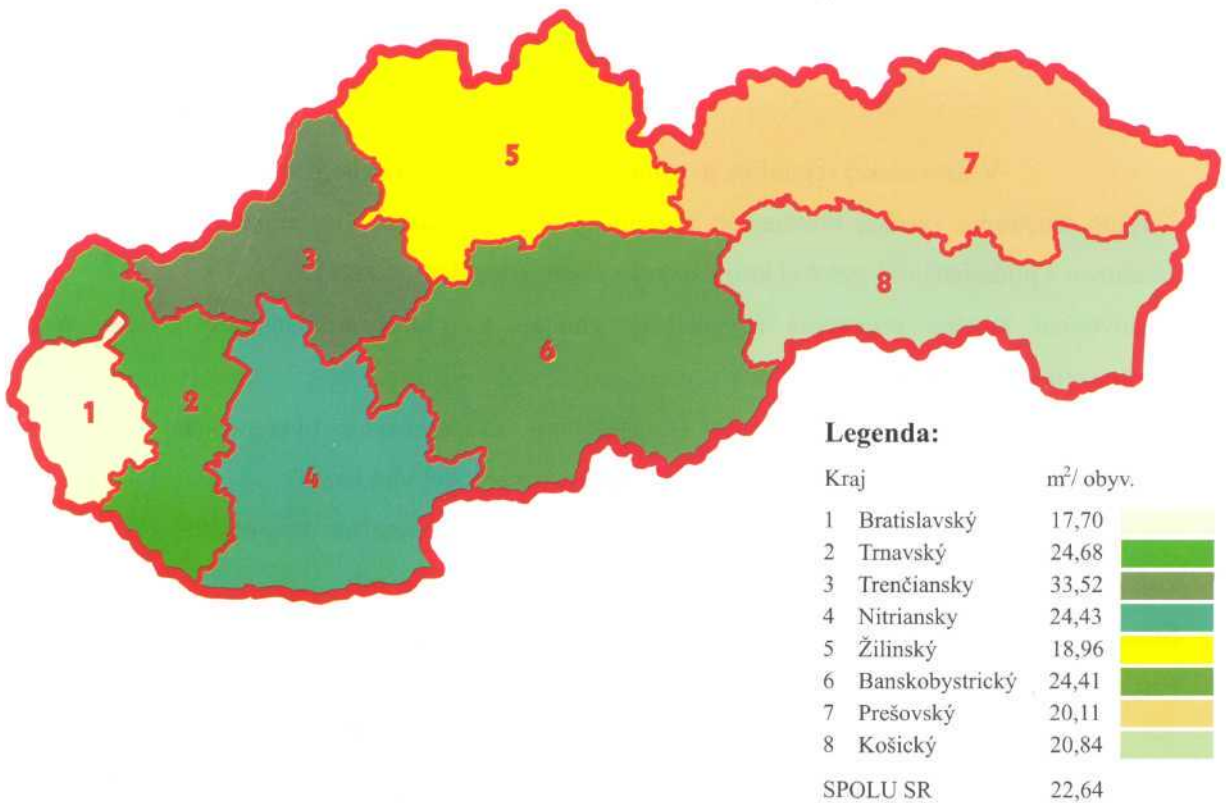 5
7
3
8
6
2
1
4
Legenda:
Kraj m²/ obyv.
1 Bratislavský 17,70
2 Trnavský 24,68
3 Trenčiansky 33,52
4 Nitriansky 24,43
5 Žilinský 18,96
6 Banskobystrický 24,41
7 Prešovský 20,11
8 Košický 20,84
SPOLU SR 22,64